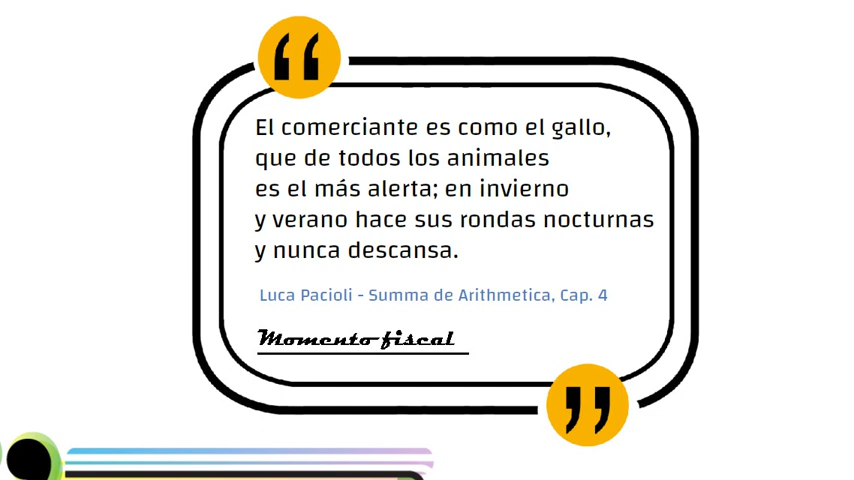 El comerciante es como el gallo,
que de todos los animales
es el más alerta; en invierno
y verano hace sus rondas nocturnas
y nunca descansa.
Luca Pacioli - Summa de Arithmetica, Cap. 4
Momento fiscal